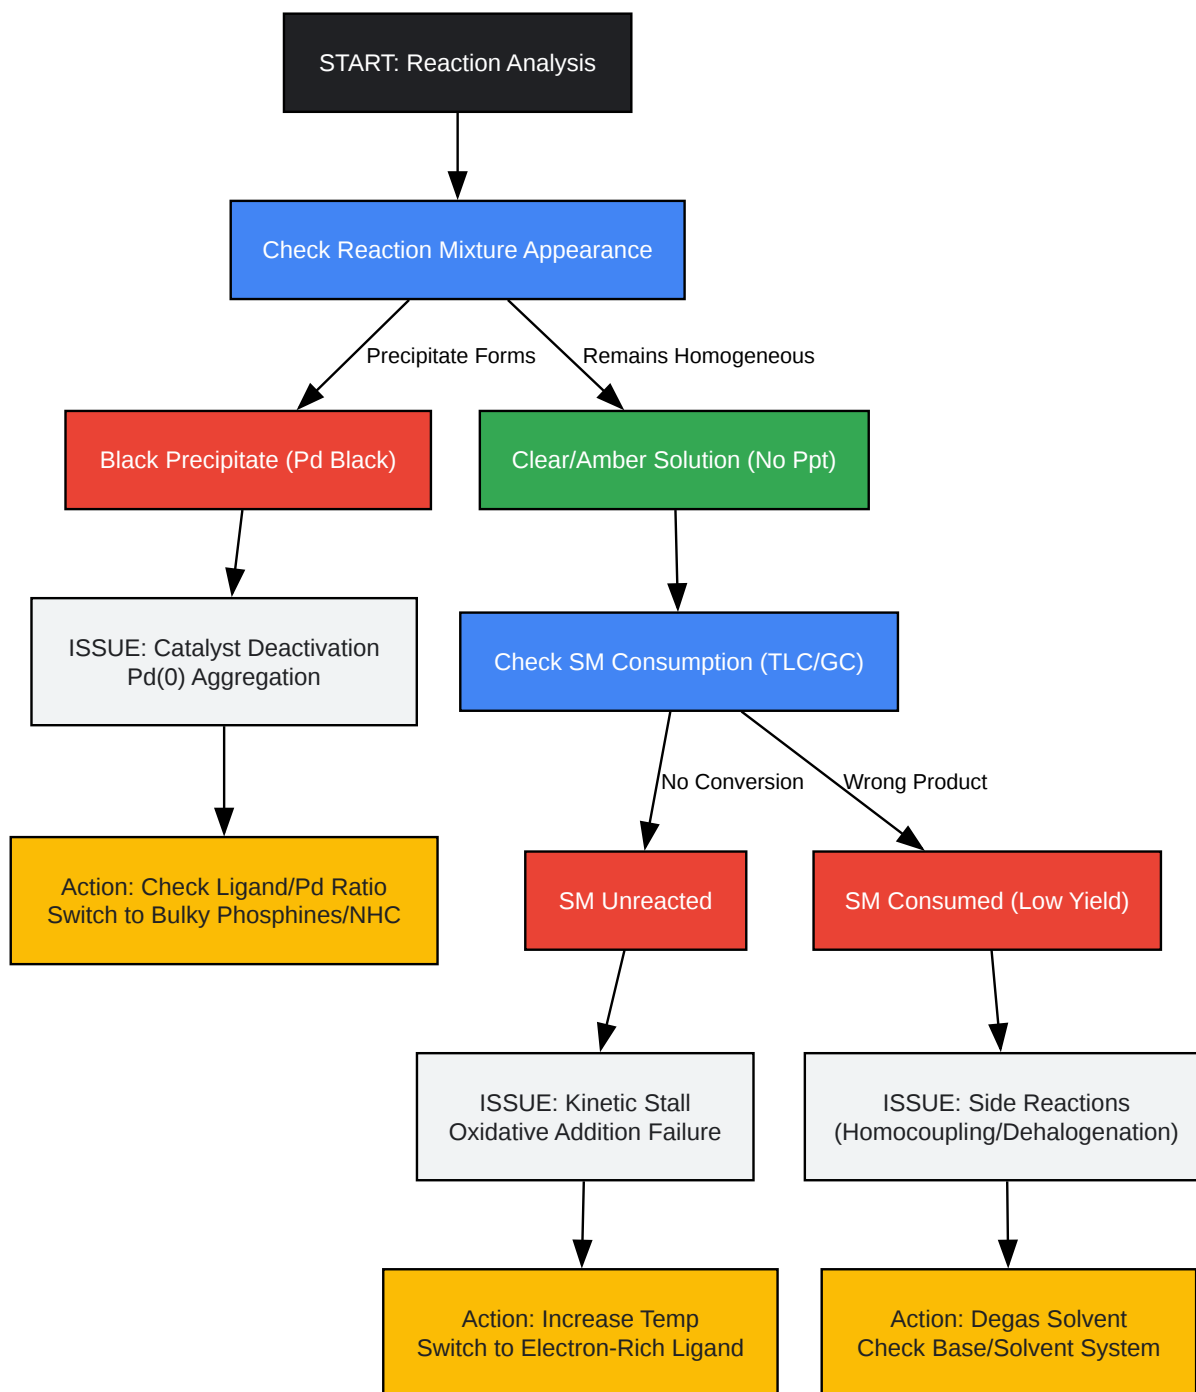 START: Reaction Analysis
Check Reaction Mixture Appearance
Precipitate Forms
Remains Homogeneous
Black Precipitate (Pd Black)
Clear/Amber Solution (No Ppt)
ISSUE: Catalyst Deactivation
Pd(0) Aggregation
Check SM Consumption (TLC/GC)
No Conversion
Wrong Product
Action: Check Ligand/Pd Ratio
Switch to Bulky Phosphines/NHC
SM Unreacted
SM Consumed (Low Yield)
ISSUE: Kinetic Stall
Oxidative Addition Failure
ISSUE: Side Reactions
(Homocoupling/Dehalogenation)
Action: Increase Temp
Switch to Electron-Rich Ligand
Action: Degas Solvent
Check Base/Solvent System